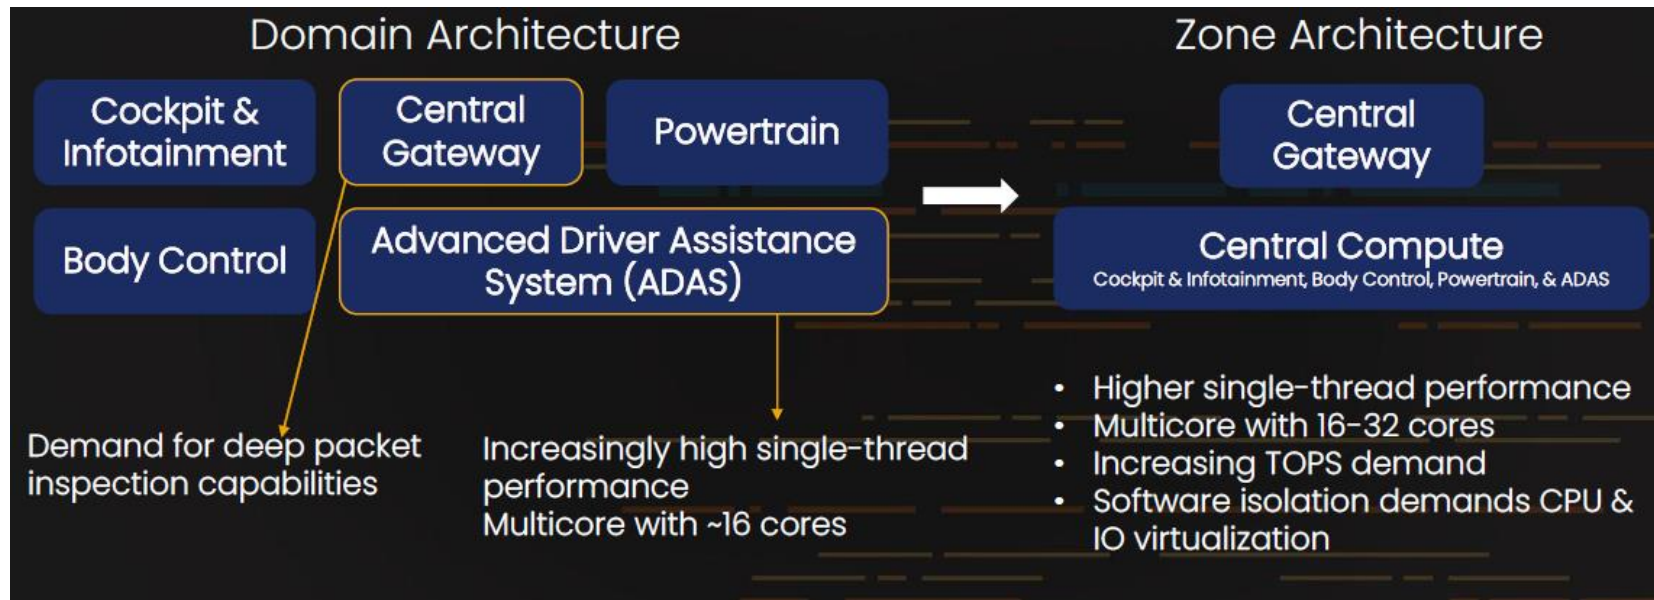 Domain Architecture
Cockpit &
Infotainment
Central
Gateway
Powertrain
Body Control
Advanced Driver Assistance
System (ADAS)
Demand for deep packet
inspection capabilities
Increasingly high single-thread
performance
Multicore with ~16 cores
Zone Architecture
Central
Gateway
Central Compute
Cockpit & Infotainment, Body Control, Powertrain, & ADAS
• Higher single-thread performance
• Multicore with 16-32 cores
• Increasing TOPS demand
• Software isolation demands CPU &
IO virtualization